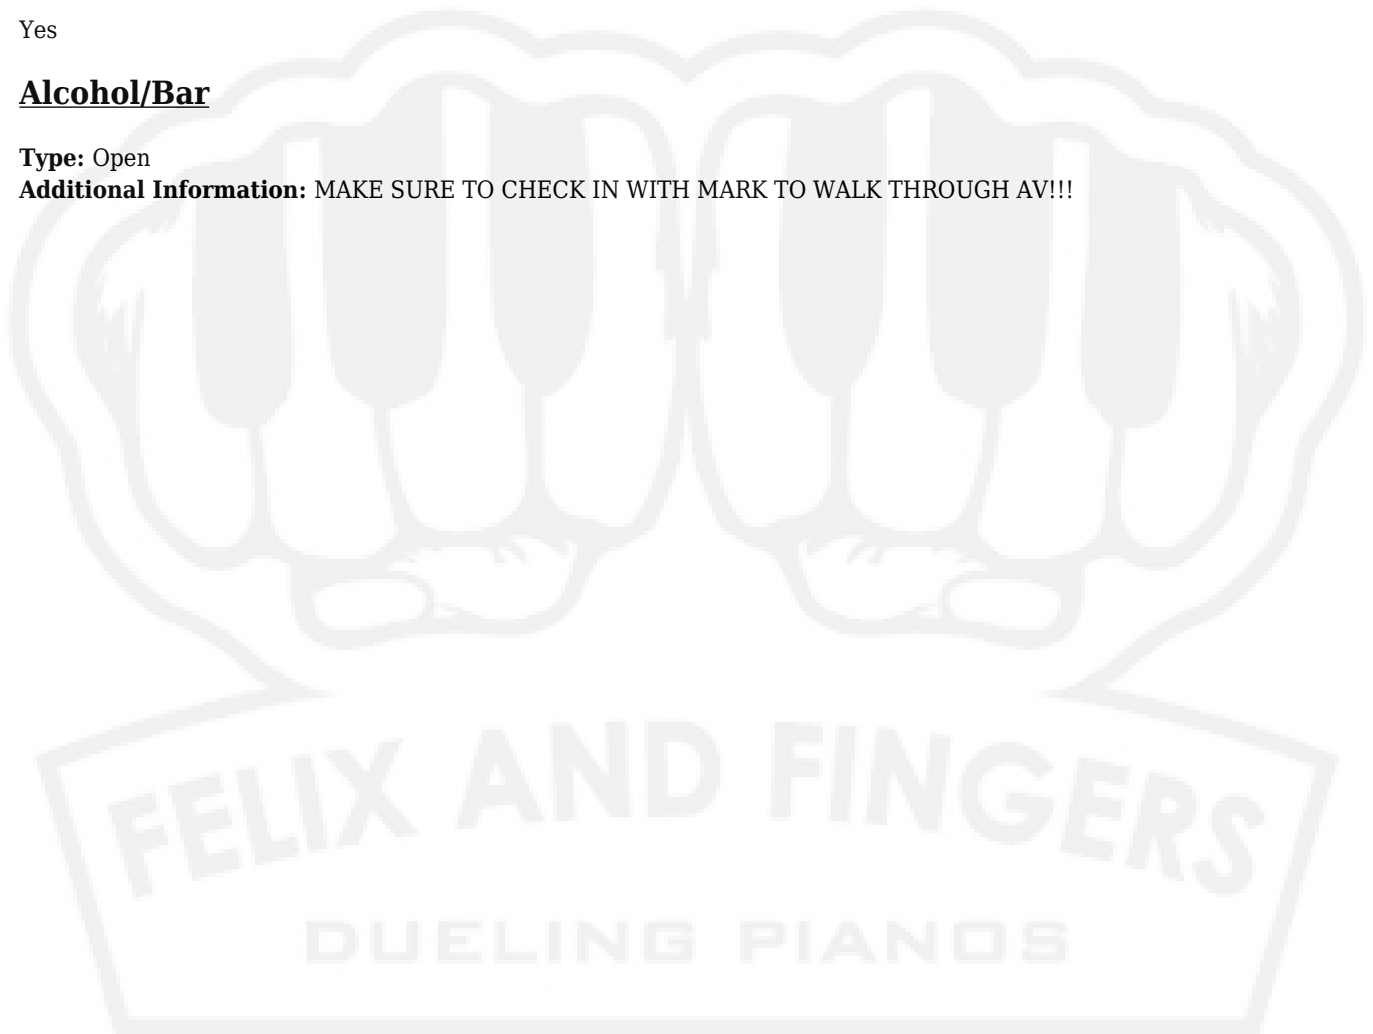 Yes
Alcohol/Bar
Type: Open
Additional Information: MAKE SURE TO CHECK IN WITH MARK TO WALK THROUGH AV!!!
FELIX AND FINGERS
DUELING PIANOS